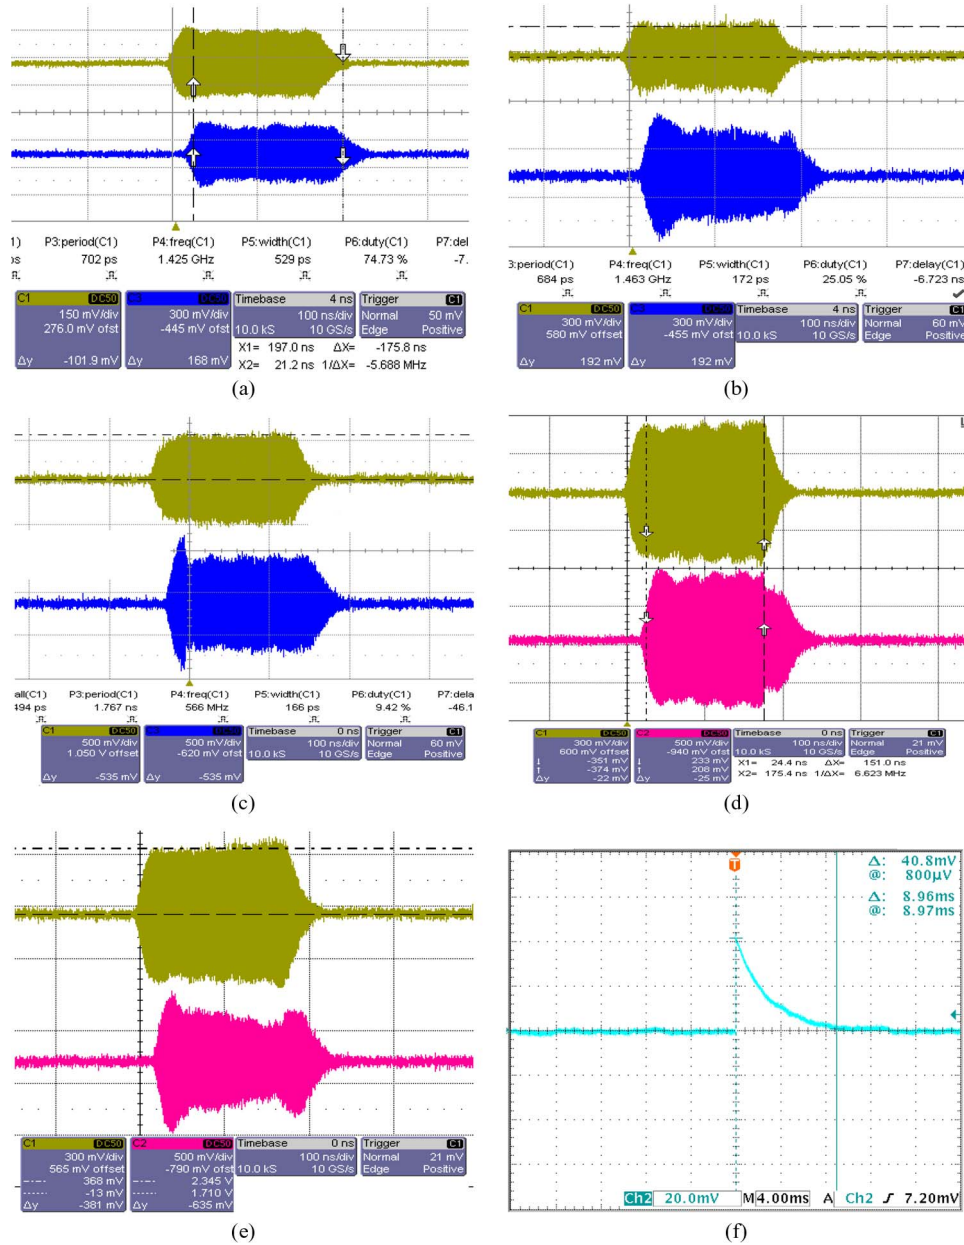 1) P3:period(C1) P4:freq(C1) P5:width(C1) P6:duty(C1) P7:del
ps 702 ps 1.425 GHz 529 ps 74.73 % -7.
C1 DC50 C3 Timebase 4 ns Trigger C1
150 mV/div 300 mV/div 100 ns/div Normal 50 mV
276.0 mV ofst -445 mV ofst 10.0 kS 10 GS/s Edge Positive
Δy -101.9 mV Δy 168 mV X1= 197.0 ns ΔX= -175.8 ns
X2= 21.2 ns 1/ΔX= -5.688 MHz
(a)
3:period(C1) P4:freq(C1) P5:width(C1) P6:duty(C1) P7:delay(C1)
684 ps 1.463 GHz 172 ps 25.05 % -6.723 ns
C1 DC50 C3 DC50 Timebase 4 ns Trigger C1
300 mV/div 300 mV/div 100 ns/div Normal 60 mV
580 mV offset -455 mV ofst 10.0 kS 10 GS/s Edge Positive
Δy 192 mV Δy 192 mV
(b)
all(C1) P3:period(C1) P4:freq(C1) P5:width(C1) P6:duty(C1) P7:dela
494 ps 1.767 ns 566 MHz 166 ps 9.42 % -46.1
C1 DC50 C3 DC50 Timebase 0 ns Trigger C1
500 mV/div 500 mV/div 100 ns/div Normal 60 mV
1.050 V offset -620 mV ofst 10.0 kS 10 GS/s Edge Positive
Δy -535 mV Δy -535 mV
(c)
C1 DC50 C2 DC50 Timebase 0 ns Trigger C1
300 mV/div 500 mV/div 100 ns/div Normal 21 mV
600 mV offset -940 mV ofst 10.0 kS 10 GS/s Edge Positive
↓ -351 mV 233 mV X1= 24.4 ns ΔX= 151.0 ns
↑ -374 mV 208 mV X2= 175.4 ns 1/ΔX= 6.623 MHz
Δy -22 mV Δy -25 mV
(d)
C1 DC50 C2 DC50 Timebase 0 ns Trigger C1
300 mV/div 500 mV/div 100 ns/div Normal 21 mV
565 mV offset -790 mV ofst 10.0 kS 10 GS/s Edge Positive
368 mV 2.345 V
-13 mV 1.710 V
Δy -381 mV Δy -635 mV
(e)
T
Δ: 40.8mV
@: 800µV
Δ: 8.96ms
@: 8.97ms
Ch2 20.0mV M 4.00ms A Ch2 7.20mV
(f)